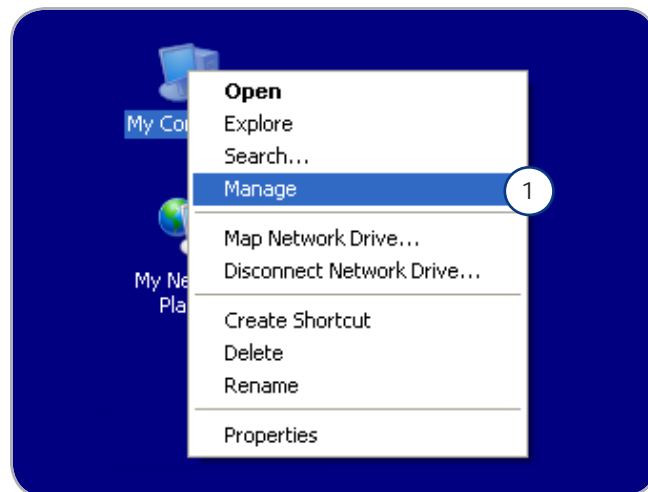 Open
My Co
Explore
Search...
Manage
1
Map Network Drive...
My Ne
Disconnect Network Drive...
Pla
Create Shortcut
Delete
Rename
Properties